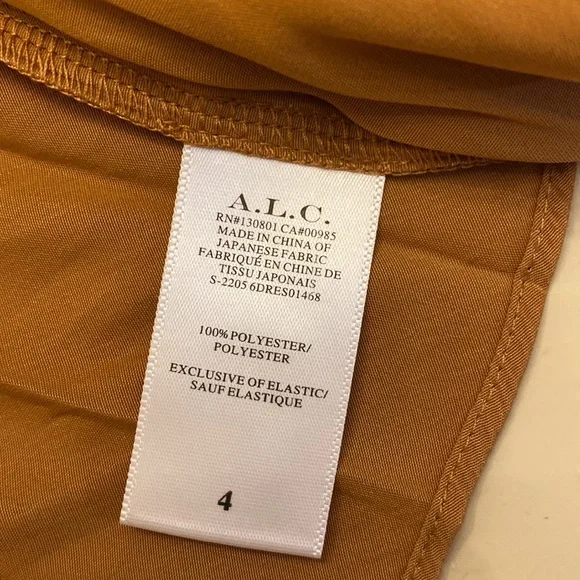 A.L.C.
RN#130801 CA#00985
MADE IN CHINA OF
JAPANESE FABRIC
FABRIQUÉ EN CHINE DE
TISSU JAPONAIS
S-2205 6DRES01468
100% POLYESTER/
POLYESTER
EXCLUSIVE OF ELASTIC/
SAUF ELASTIQUE
4